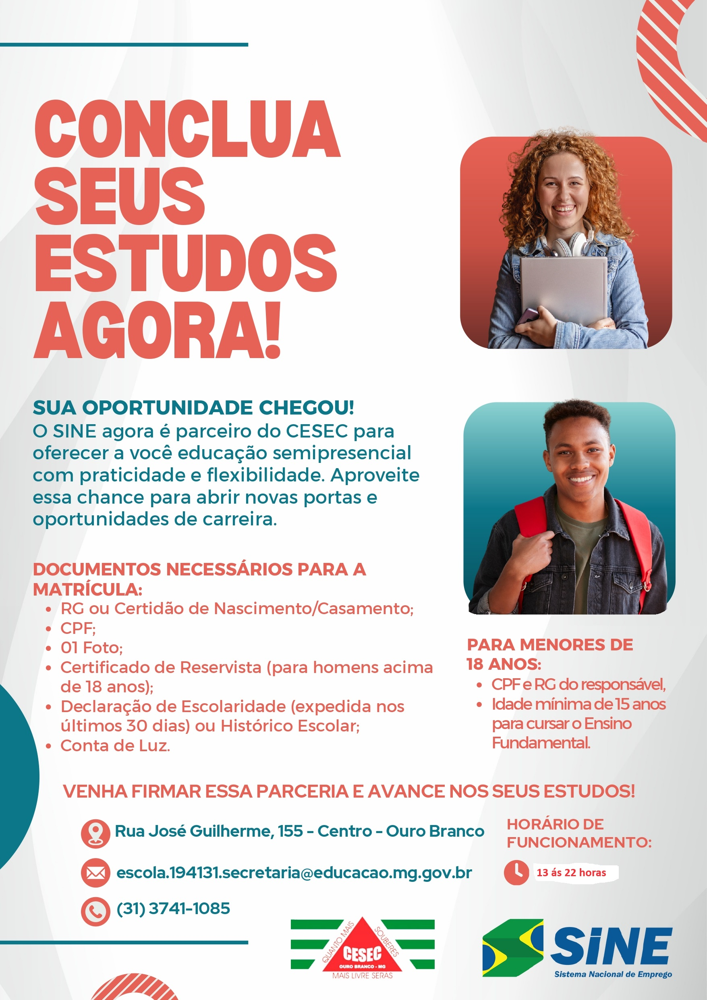 CONCLUA
SEUS
ESTUDOS
AGORA!
SUA OPORTUNIDADE CHEGOU!
O SINE agora é parceiro do CESEC para
oferecer a você educação semipresencial
com praticidade e flexibilidade. Aproveite
essa chance para abrir novas portas e
oportunidades de carreira.
DOCUMENTOS NECESSÁRIOS PARA A
MATRÍCULA:
• RG ou Certidão de Nascimento/Casamento;
• CPF;
• 01 Foto;
• Certificado de Reservista (para homens acima
de 18 anos);
• Declaração de Escolaridade (expedida nos
últimos 30 dias) ou Histórico Escolar;
• Conta de Luz.
PARA MENORES DE
18 ANOS:
• CPF e RG do responsável,
• Idade mínima de 15 anos
para cursar o Ensino
Fundamental.
VENHA FIRMAR ESSA PARCERIA E AVANCE NOS SEUS ESTUDOS!
Rua José Guilherme, 155 - Centro - Ouro Branco
escola.194131.secretaria@educacao.mg.gov.br
(31) 3741-1085
HORÁRIO DE
FUNCIONAMENTO:
13 ás 22 horas
QUANTO MAIS
SOUBERES
CESEC
OURO BRANCO - MG
MAIS LIVRE SERÁS
SiNE
Sistema Nacional de Emprego